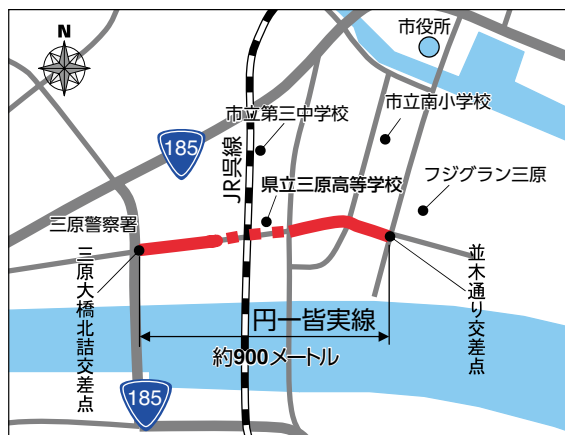 N
市役所
185
市立第三中学校
市立南小学校
JR呉線
県立三原高等学校
フジグラン三原
三原警察署
三原大橋北詰交差点
並木通り交差点
円一皆実線
約900メートル
185